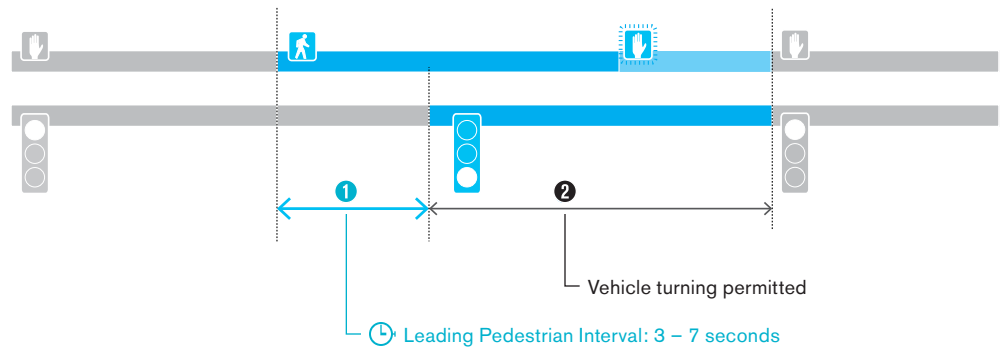 1
2
Vehicle turning permitted
Leading Pedestrian Interval: 3 – 7 seconds